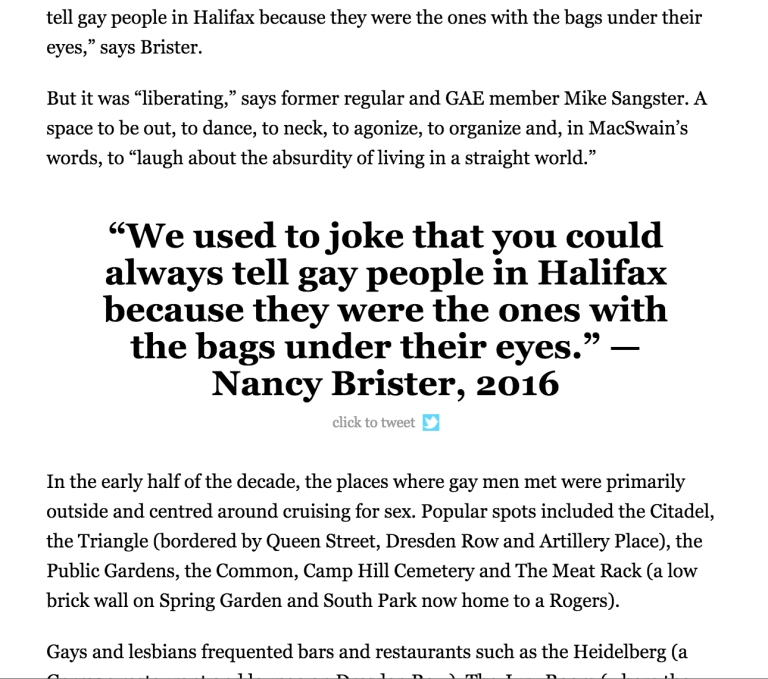 tell gay people in Halifax because they were the ones with the bags under their
eyes,” says Brister.
But it was “liberating,” says former regular and GAE member Mike Sangster. A
space to be out, to dance, to neck, to agonize, to organize and, in MacSwain’s
words, to “laugh about the absurdity of living in a straight world.”
“We used to joke that you could
always tell gay people in Halifax
because they were the ones with
the bags under their eyes.” —
Nancy Brister, 2016
click to tweet
In the early half of the decade, the places where gay men met were primarily
outside and centred around cruising for sex. Popular spots included the Citadel,
the Triangle (bordered by Queen Street, Dresden Row and Artillery Place), the
Public Gardens, the Common, Camp Hill Cemetery and The Meat Rack (a low
brick wall on Spring Garden and South Park now home to a Rogers).
Gays and lesbians frequented bars and restaurants such as the Heidelberg (a